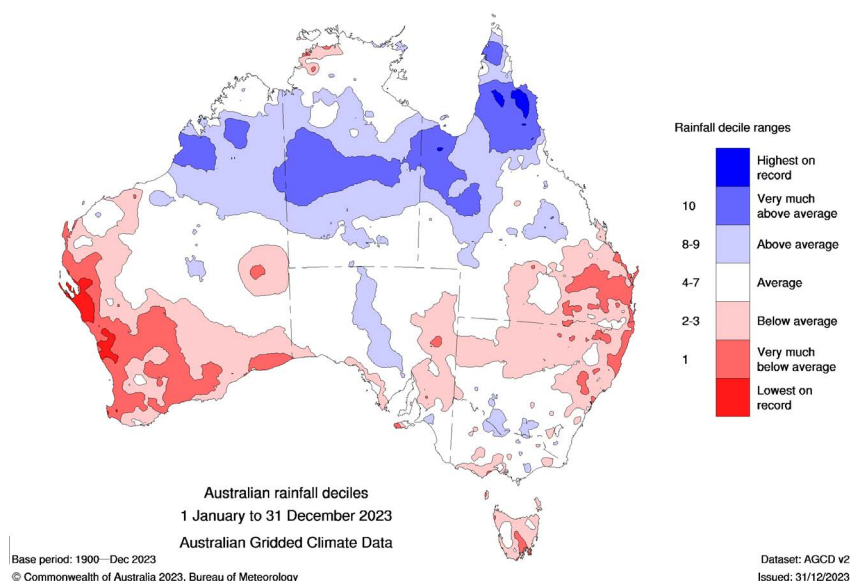 Rainfall decile ranges
Highest on
record
10
Very much
above average
8-9
Above average
4-7
Average
2-3
Below average
1
Very much
below average
Lowest on
record
Australian rainfall deciles
1 January to 31 December 2023
Australian Gridded Climate Data
Base period: 1900—Dec 2023
© Commonwealth of Australia 2023, Bureau of Meteorology
Dataset: AGCD v2
Issued: 31/12/2023